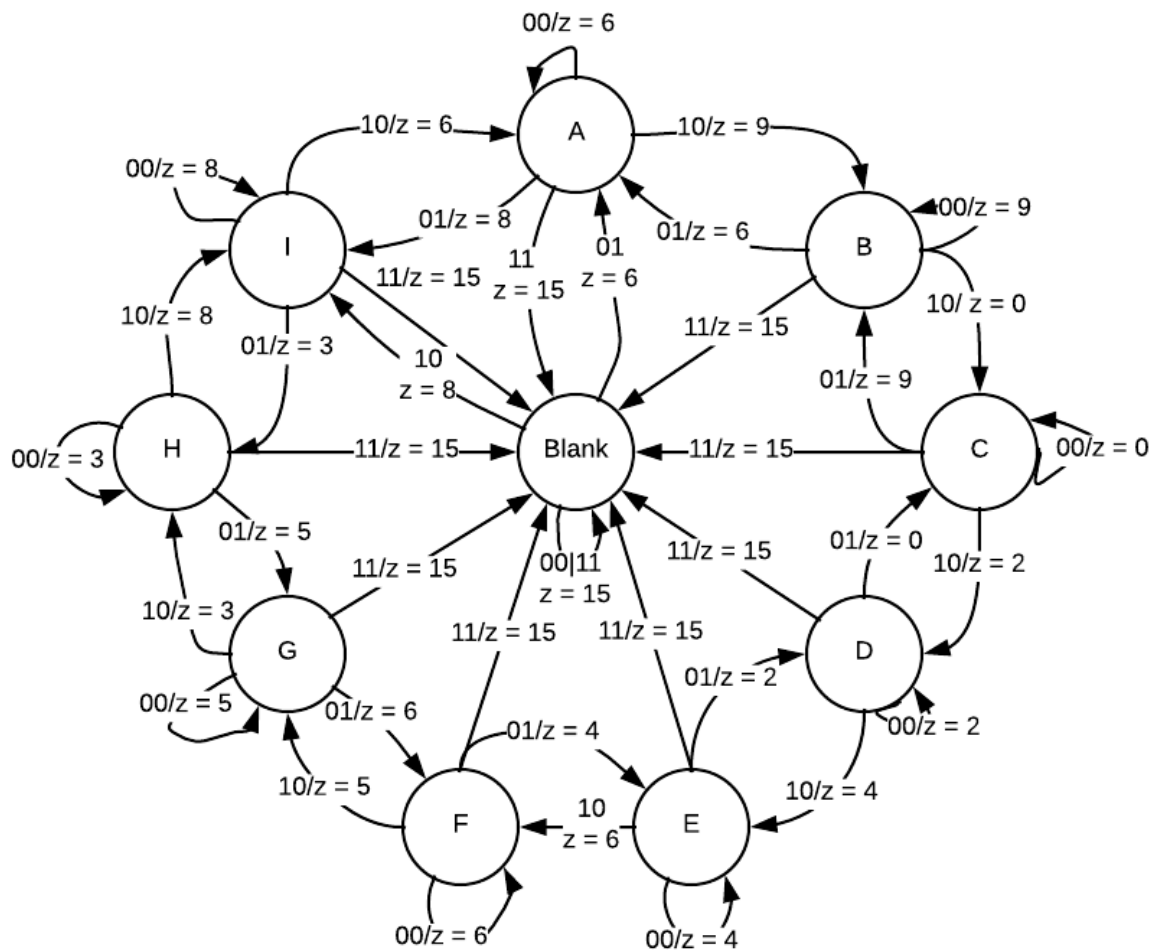 00/z = 6
A
10/z = 6
10/z = 9
00/z = 8
01/z = 8
01
z = 6
01/z = 6
00/z = 9
I
B
11
z = 15
11/z = 15
10/z = 8
01/z = 3
10
z = 8
11/z = 15
10/ z = 0
01/z = 9
H
00/z = 3
11/z = 15
Blank
11/z = 15
C
00/z = 0
01/z = 5
11/z = 15
00|11
z = 15
11/z = 15
01/z = 0
10/z = 2
10/z = 3
G
11/z = 15
11/z = 15
D
00/z = 5
01/z = 6
01/z = 2
00/z = 2
10/z = 5
01/z = 4
10/z = 4
F
10
z = 6
E
00/z = 6
00/z = 4